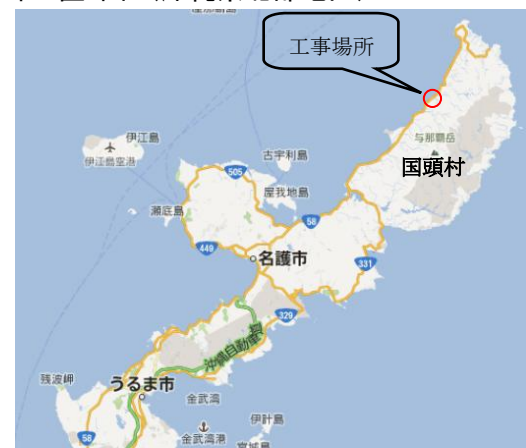 工事場所
与那覇岳
国頭村
伊江島
伊江島空港
古宇利島
505
屋我地島
瀬底島
58
449
名護市
331
329
沖縄自動車道
残波岬
うるま市
金武湾
伊計島
58
金武湾港
宮城島